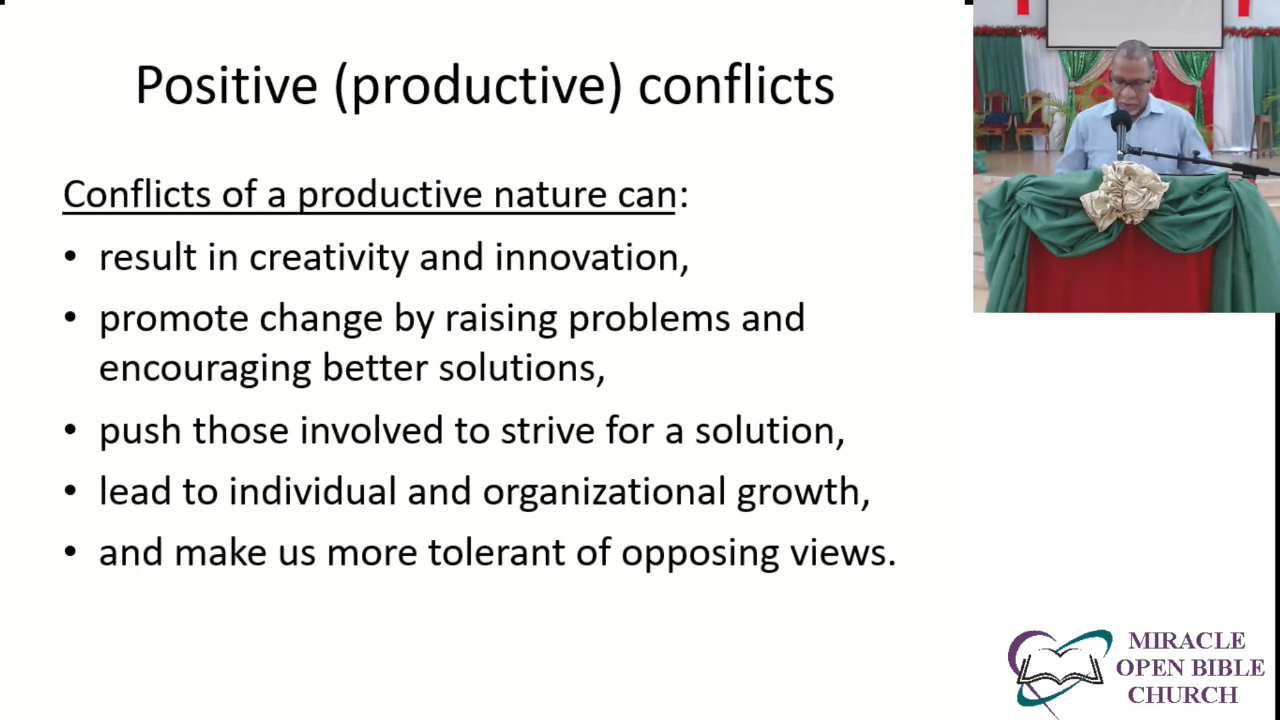 Positive (productive) conflicts
Conflicts of a productive nature can:
• result in creativity and innovation,
• promote change by raising problems and
encouraging better solutions,
• push those involved to strive for a solution,
• lead to individual and organizational growth,
• and make us more tolerant of opposing views.
MIRACLE
OPEN BIBLE
CHURCH